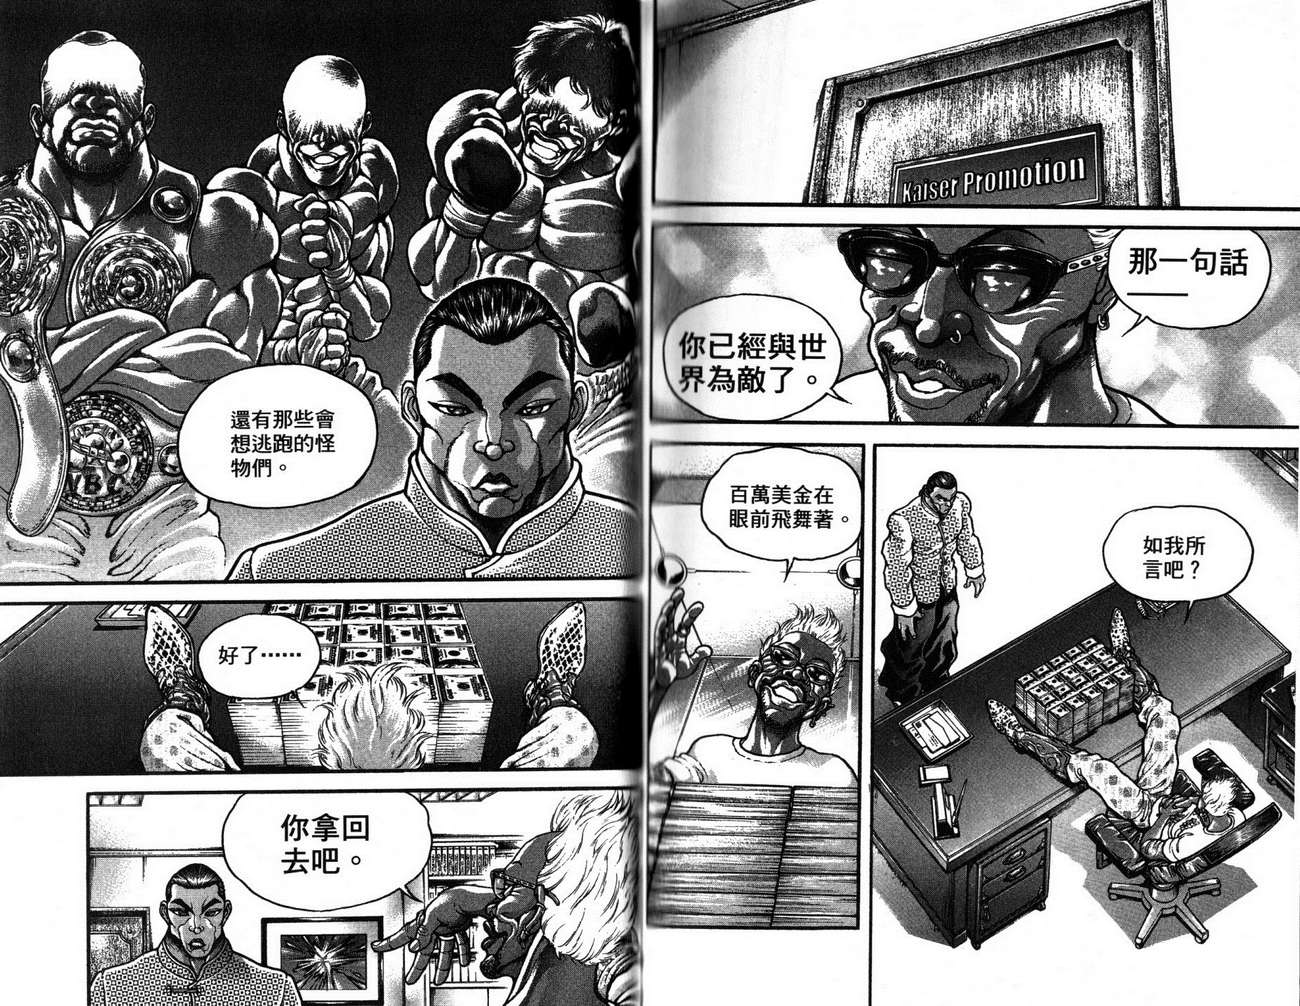 Kaiser Promotion
那一句話
——
你已經與世
界為敵了。
如我所
言吧？
百萬美金在
眼前飛舞著。
還有那些會
想逃跑的怪
物們。
WBC
好了⋯⋯
你拿回
去吧。